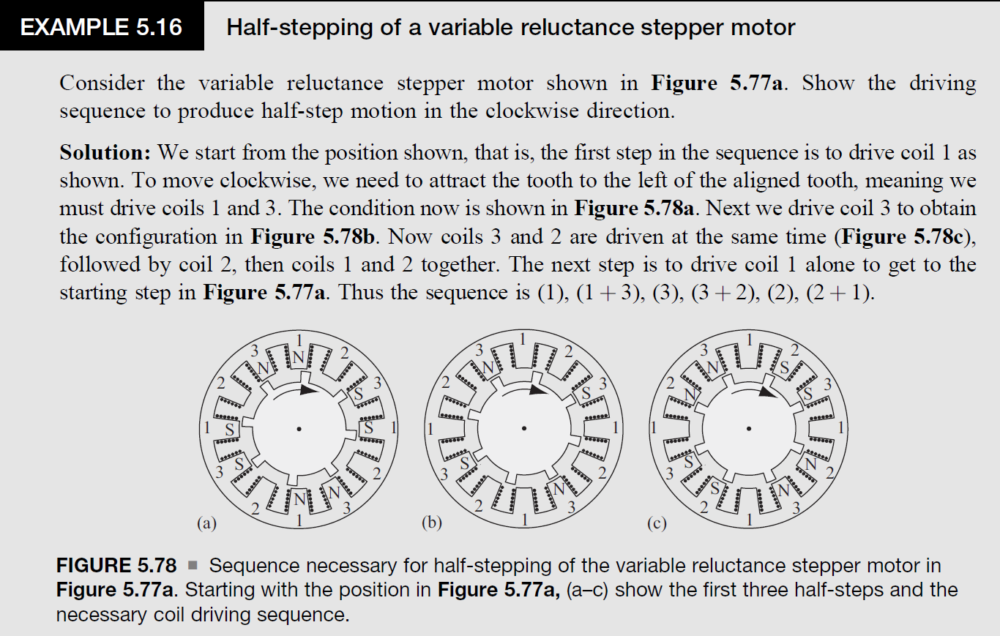 EXAMPLE 5.16 Half-stepping of a variable reluctance stepper motor
Consider the variable reluctance stepper motor shown in Figure 5.77a. Show the driving
sequence to produce half-step motion in the clockwise direction.
Solution: We start from the position shown, that is, the first step in the sequence is to drive coil 1 as
shown. To move clockwise, we need to attract the tooth to the left of the aligned tooth, meaning we
must drive coils 1 and 3. The condition now is shown in Figure 5.78a. Next we drive coil 3 to obtain
the configuration in Figure 5.78b. Now coils 3 and 2 are driven at the same time (Figure 5.78c),
followed by coil 2, then coils 1 and 2 together. The next step is to drive coil 1 alone to get to the
starting step in Figure 5.77a. Thus the sequence is (1), (1 + 3), (3), (3 + 2), (2), (2 + 1).
3 1 2
N N
2 S 3
1 S S 1
3 S 2
N N
2 1 3
(a)
3 1 2
N
2 S 3
1 1
3 S 2
N
2 1 3
(b)
3 1 2
N S
2 N S 3
1 1
3 S N 2
S N
2 1 3
(c)
FIGURE 5.78 ■ Sequence necessary for half-stepping of the variable reluctance stepper motor in
Figure 5.77a. Starting with the position in Figure 5.77a, (a–c) show the first three half-steps and the
necessary coil driving sequence.